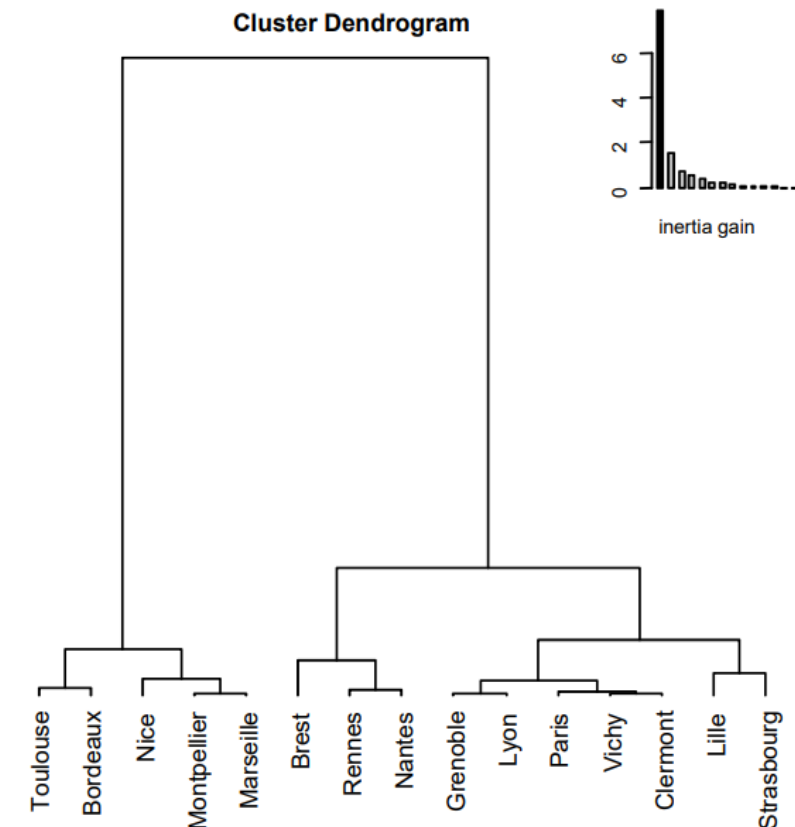 Cluster Dendrogram
6
4
2
0
inertia gain
Toulouse
Bordeaux
Nice
Montpellier
Marseille
Brest
Rennes
Nantes
Grenoble
Lyon
Paris
Vichy
Clermont
Lille
Strasbourg